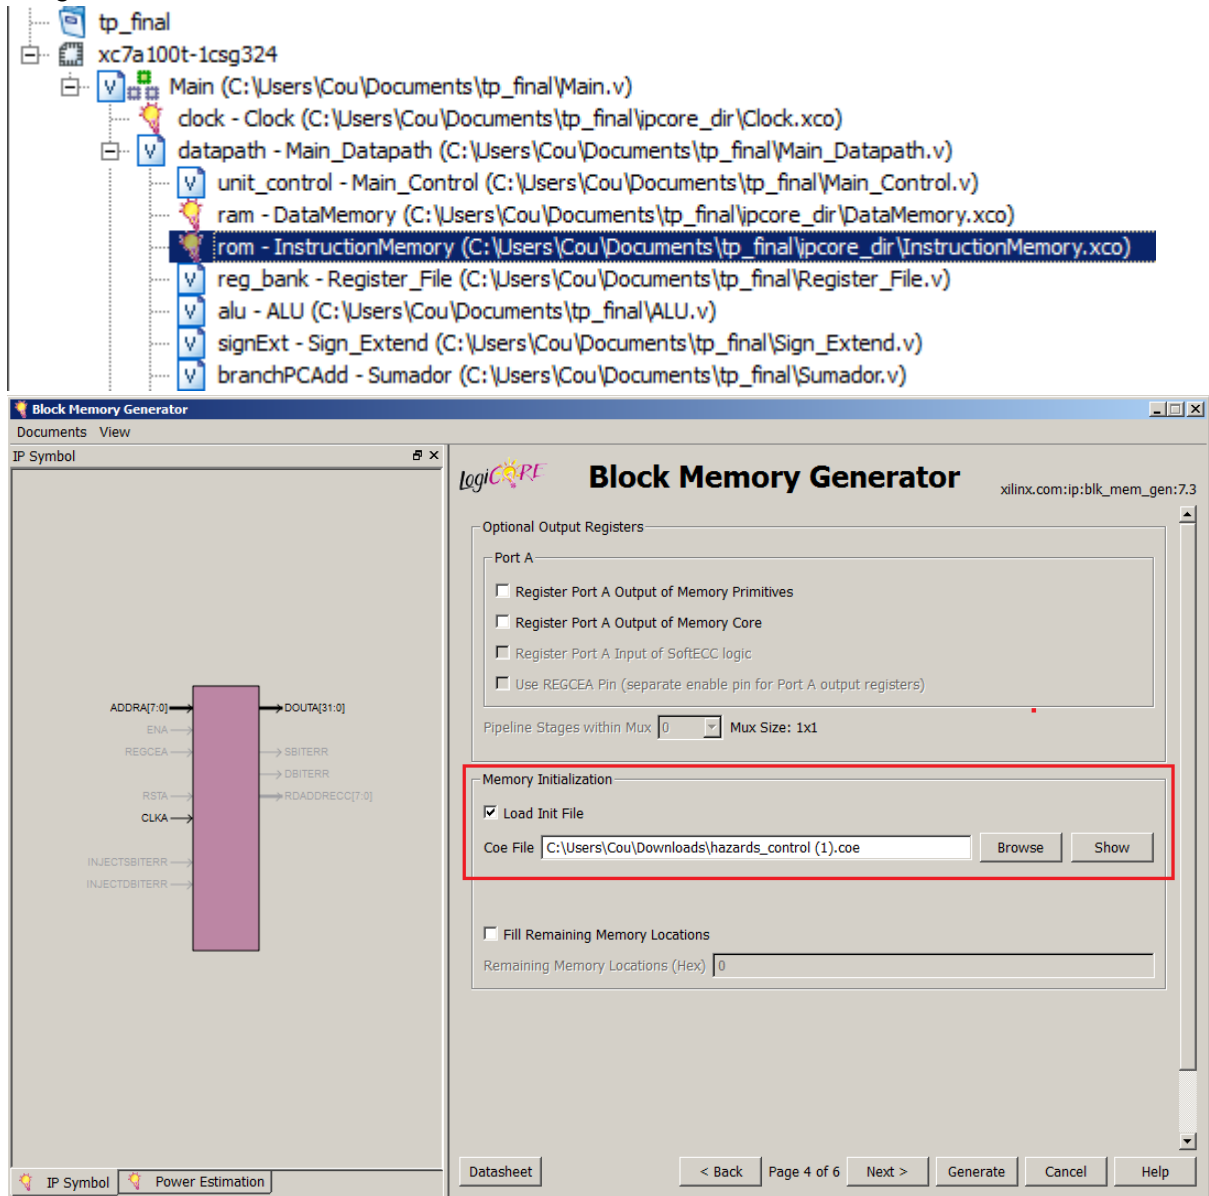 tp_final
xc7a100t-1csg324
Main (C:\Users\Cou\Documents\tp_final\Main.v)
clock - Clock (C:\Users\Cou\Documents\tp_final\ipcore_dir\Clock.xco)
datapath - Main_Datapath (C:\Users\Cou\Documents\tp_final\Main_Datapath.v)
unit_control - Main_Control (C:\Users\Cou\Documents\tp_final\Main_Control.v)
ram - DataMemory (C:\Users\Cou\Documents\tp_final\ipcore_dir\DataMemory.xco)
rom - InstructionMemory (C:\Users\Cou\Documents\tp_final\ipcore_dir\InstructionMemory.xco)
reg_bank - Register_File (C:\Users\Cou\Documents\tp_final\Register_File.v)
alu - ALU (C:\Users\Cou\Documents\tp_final\ALU.v)
signExt - Sign_Extend (C:\Users\Cou\Documents\tp_final\Sign_Extend.v)
branchPCAdd - Sumador (C:\Users\Cou\Documents\tp_final\Sumador.v)
Block Memory Generator
Documents View
IP Symbol
ADDRA[7:0] DOUTA[31:0]
ENA
REGCEA SBITERR
DBITERR
RSTA RDADDRECC[7:0]
CLKA
INJECTSBITERR
INJECTDBITERR
IP Symbol Power Estimation
LogiCORE Block Memory Generator xilinx.com:ip:blk_mem_gen:7.3
Optional Output Registers
Port A
Register Port A Output of Memory Primitives
Register Port A Output of Memory Core
Register Port A Input of SoftECC logic
Use REGCEA Pin (separate enable pin for Port A output registers)
Pipeline Stages within Mux 0 Mux Size: 1x1
Memory Initialization
Load Init File
Coe File C:\Users\Cou\Downloads\hazards_control (1).coe Browse Show
Fill Remaining Memory Locations
Remaining Memory Locations (Hex) 0
Datasheet < Back Page 4 of 6 Next > Generate Cancel Help